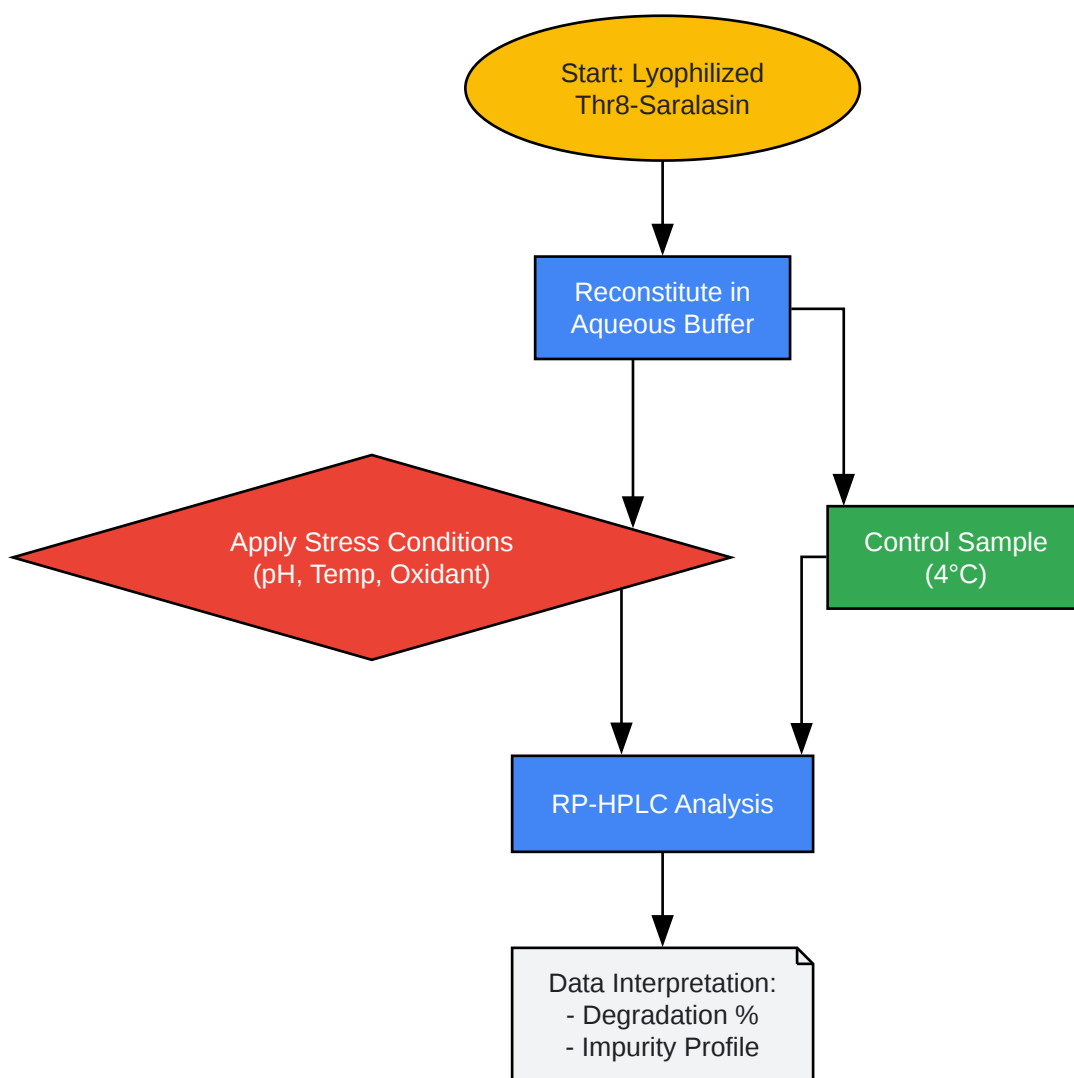 Start: Lyophilized
Thr8-Saralasin
Reconstitute in
Aqueous Buffer
Apply Stress Conditions
(pH, Temp, Oxidant)
Control Sample
(4°C)
RP-HPLC Analysis
Data Interpretation:
- Degradation %
- Impurity Profile